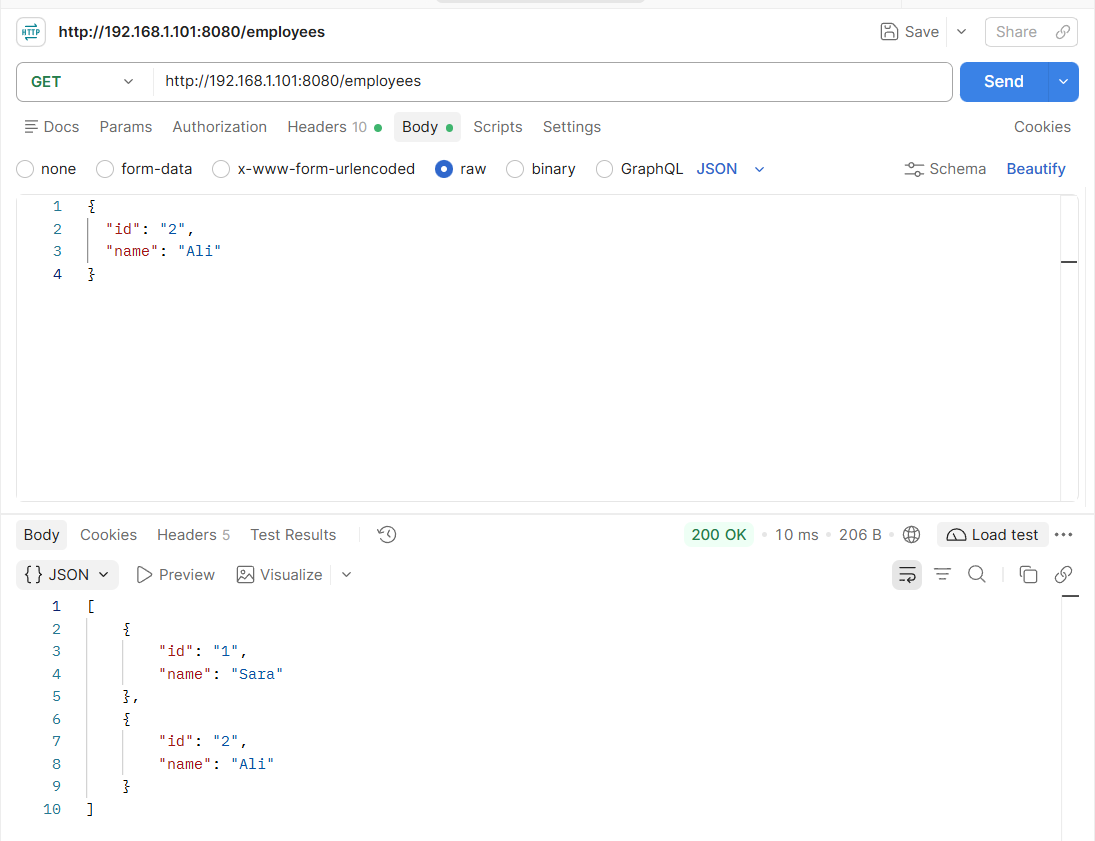 HTTP http://192.168.1.101:8080/employees Save Share
GET http://192.168.1.101:8080/employees Send
Docs Params Authorization Headers 10 Body Scripts Settings Cookies
none form-data x-www-form-urlencoded raw binary GraphQL JSON Schema Beautify
1 {
2 "id": "2",
3 "name": "Ali"
4 }
Body Cookies Headers 5 Test Results 200 OK • 10 ms • 206 B • Load test
{} JSON Preview Visualize
1 [
2 {
3 "id": "1",
4 "name": "Sara"
5 },
6 {
7 "id": "2",
8 "name": "Ali"
9 }
10 ]